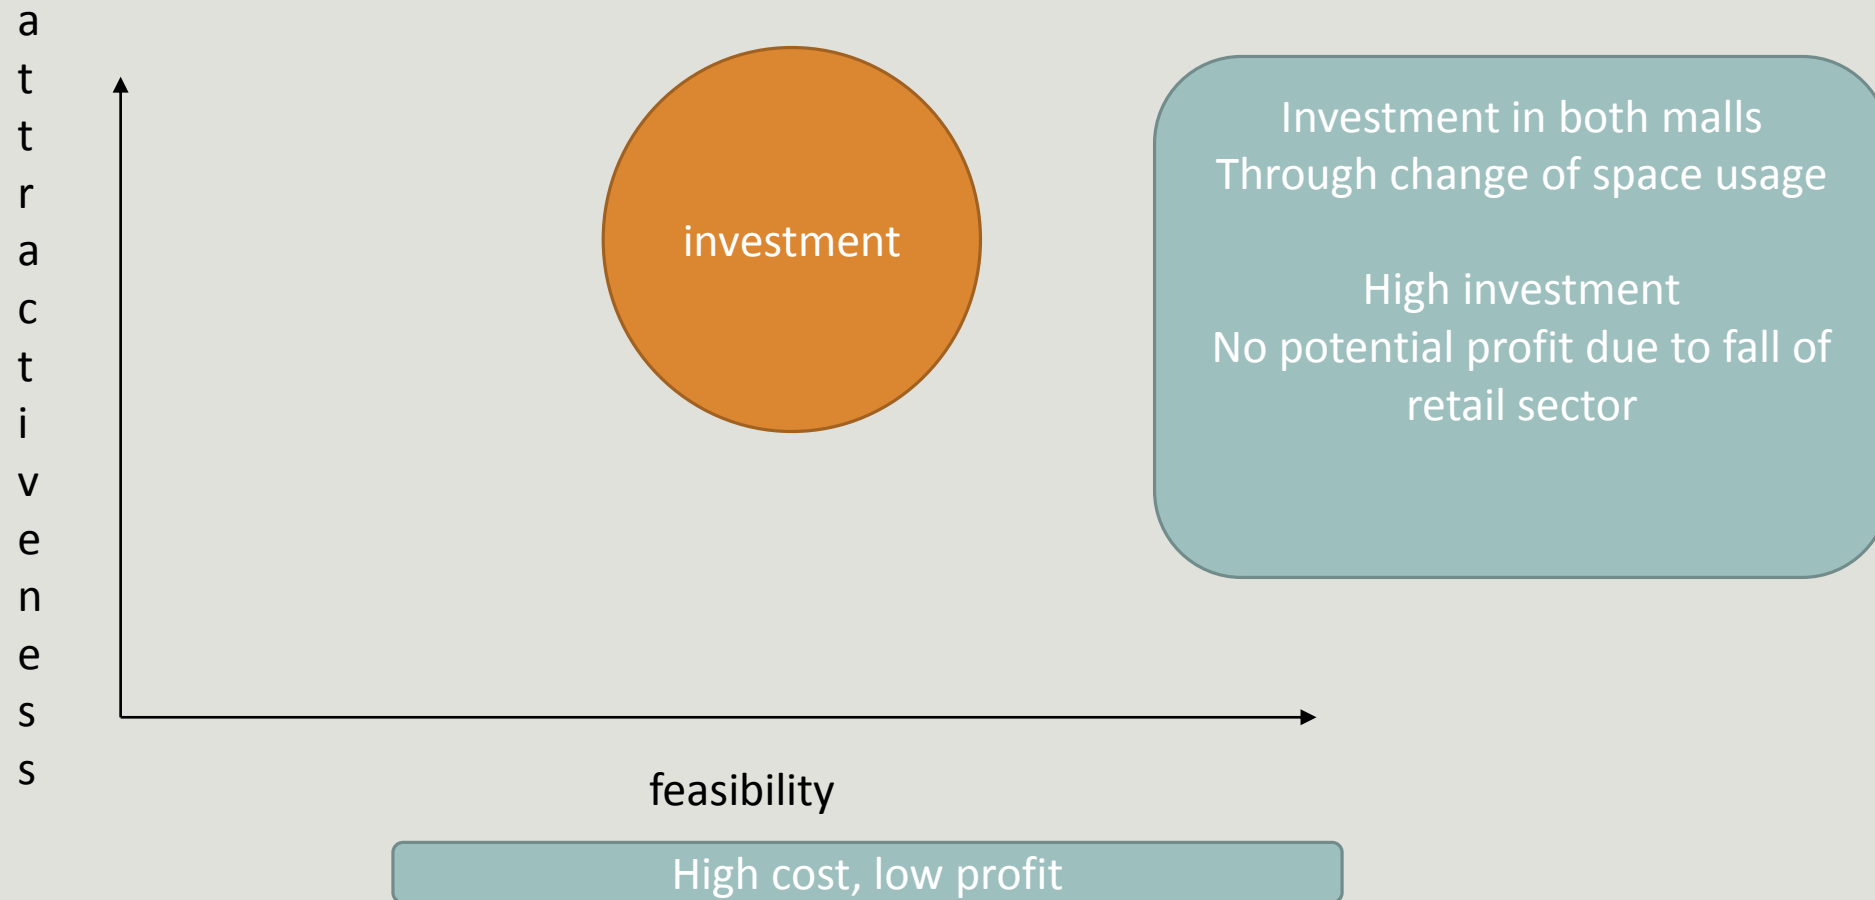 attractiveness
investment
Investment in both malls
Through change of space usage
High investment
No potential profit due to fall of
retail sector
feasibility
High cost, low profit